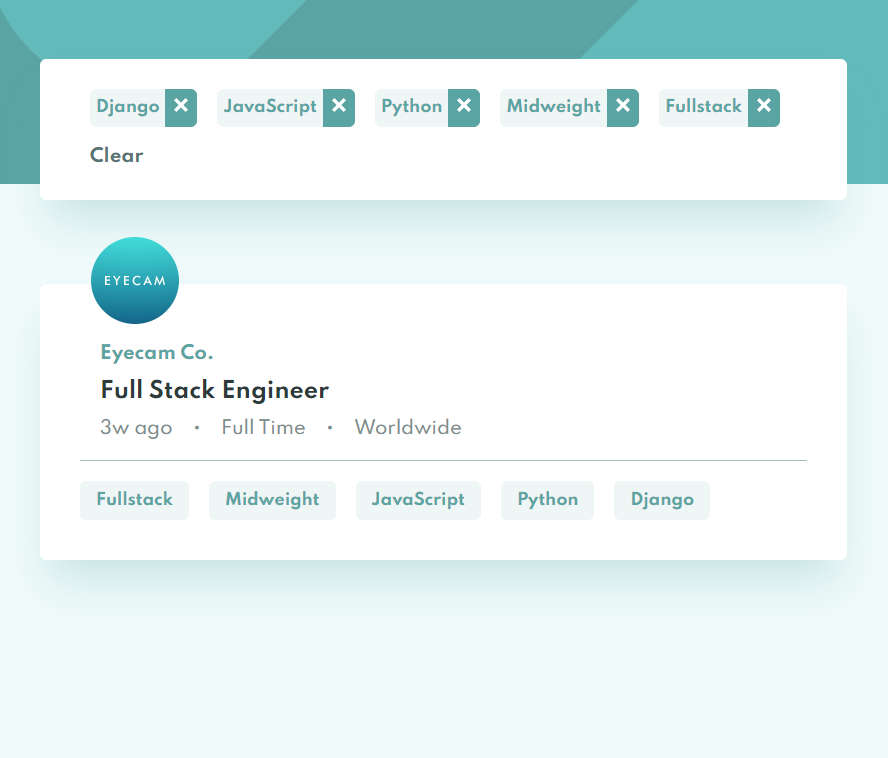 Django JavaScript Python Midweight Fullstack
Clear
EYECAM
Eyecam Co.
Full Stack Engineer
3w ago • Full Time • Worldwide
Fullstack Midweight JavaScript Python Django